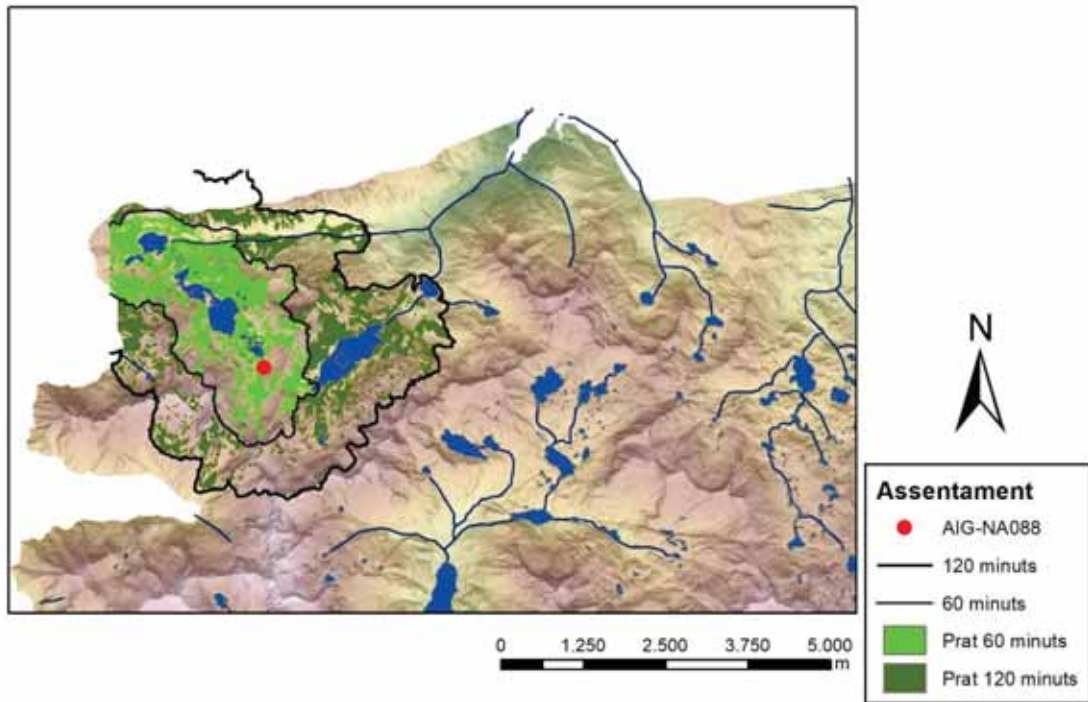 N
Assentament
AIG-NA088
120 minuts
60 minuts
Prat 60 minuts
Prat 120 minuts
0 1.250 2.500 3.750 5.000
m